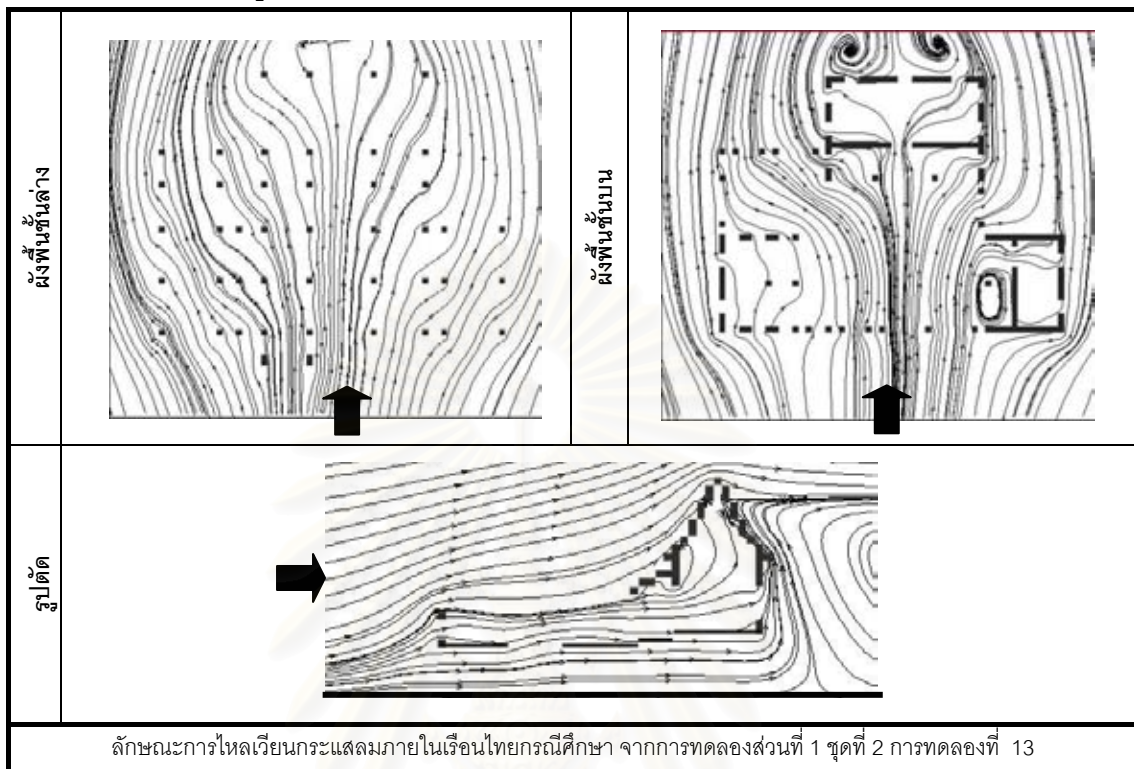 ผังพื้นชั้นล่าง
ผังพื้นชั้นบน
รูปตัด
ลักษณะการไหลเวียนกระแสลมภายในเรือนไทยกรณีศึกษา จากการทดลองส่วนที่ 1 ชุดที่ 2 การทดลองที่ 13